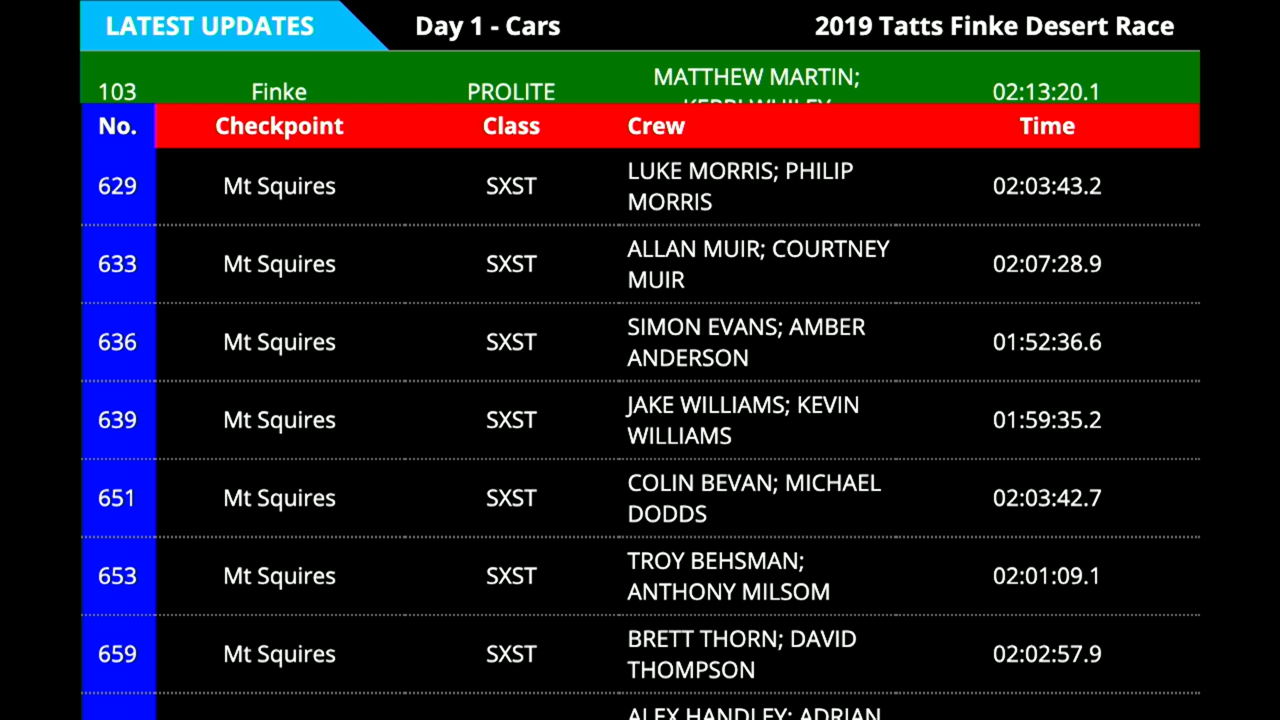 LATEST UPDATES Day 1 - Cars 2019 Tatts Finke Desert Race
MATTHEW MARTIN;
103 Finke PROLITE 02:13:20.1
No. Checkpoint Class Crew Time
LUKE MORRIS; PHILIP
629 Mt Squires SXST 02:03:43.2
MORRIS
ALLAN MUIR; COURTNEY
633 Mt Squires SXST 02:07:28.9
MUIR
SIMON EVANS; AMBER
636 Mt Squires SXST 01:52:36.6
ANDERSON
JAKE WILLIAMS; KEVIN
639 Mt Squires SXST 01:59:35.2
WILLIAMS
COLIN BEVAN; MICHAEL
651 Mt Squires SXST 02:03:42.7
DODDS
TROY BEHSMAN;
653 Mt Squires SXST 02:01:09.1
ANTHONY MILSOM
BRETT THORN; DAVID
659 Mt Squires SXST 02:02:57.9
THOMPSON
ALEX HANDLEY; ADRIAN